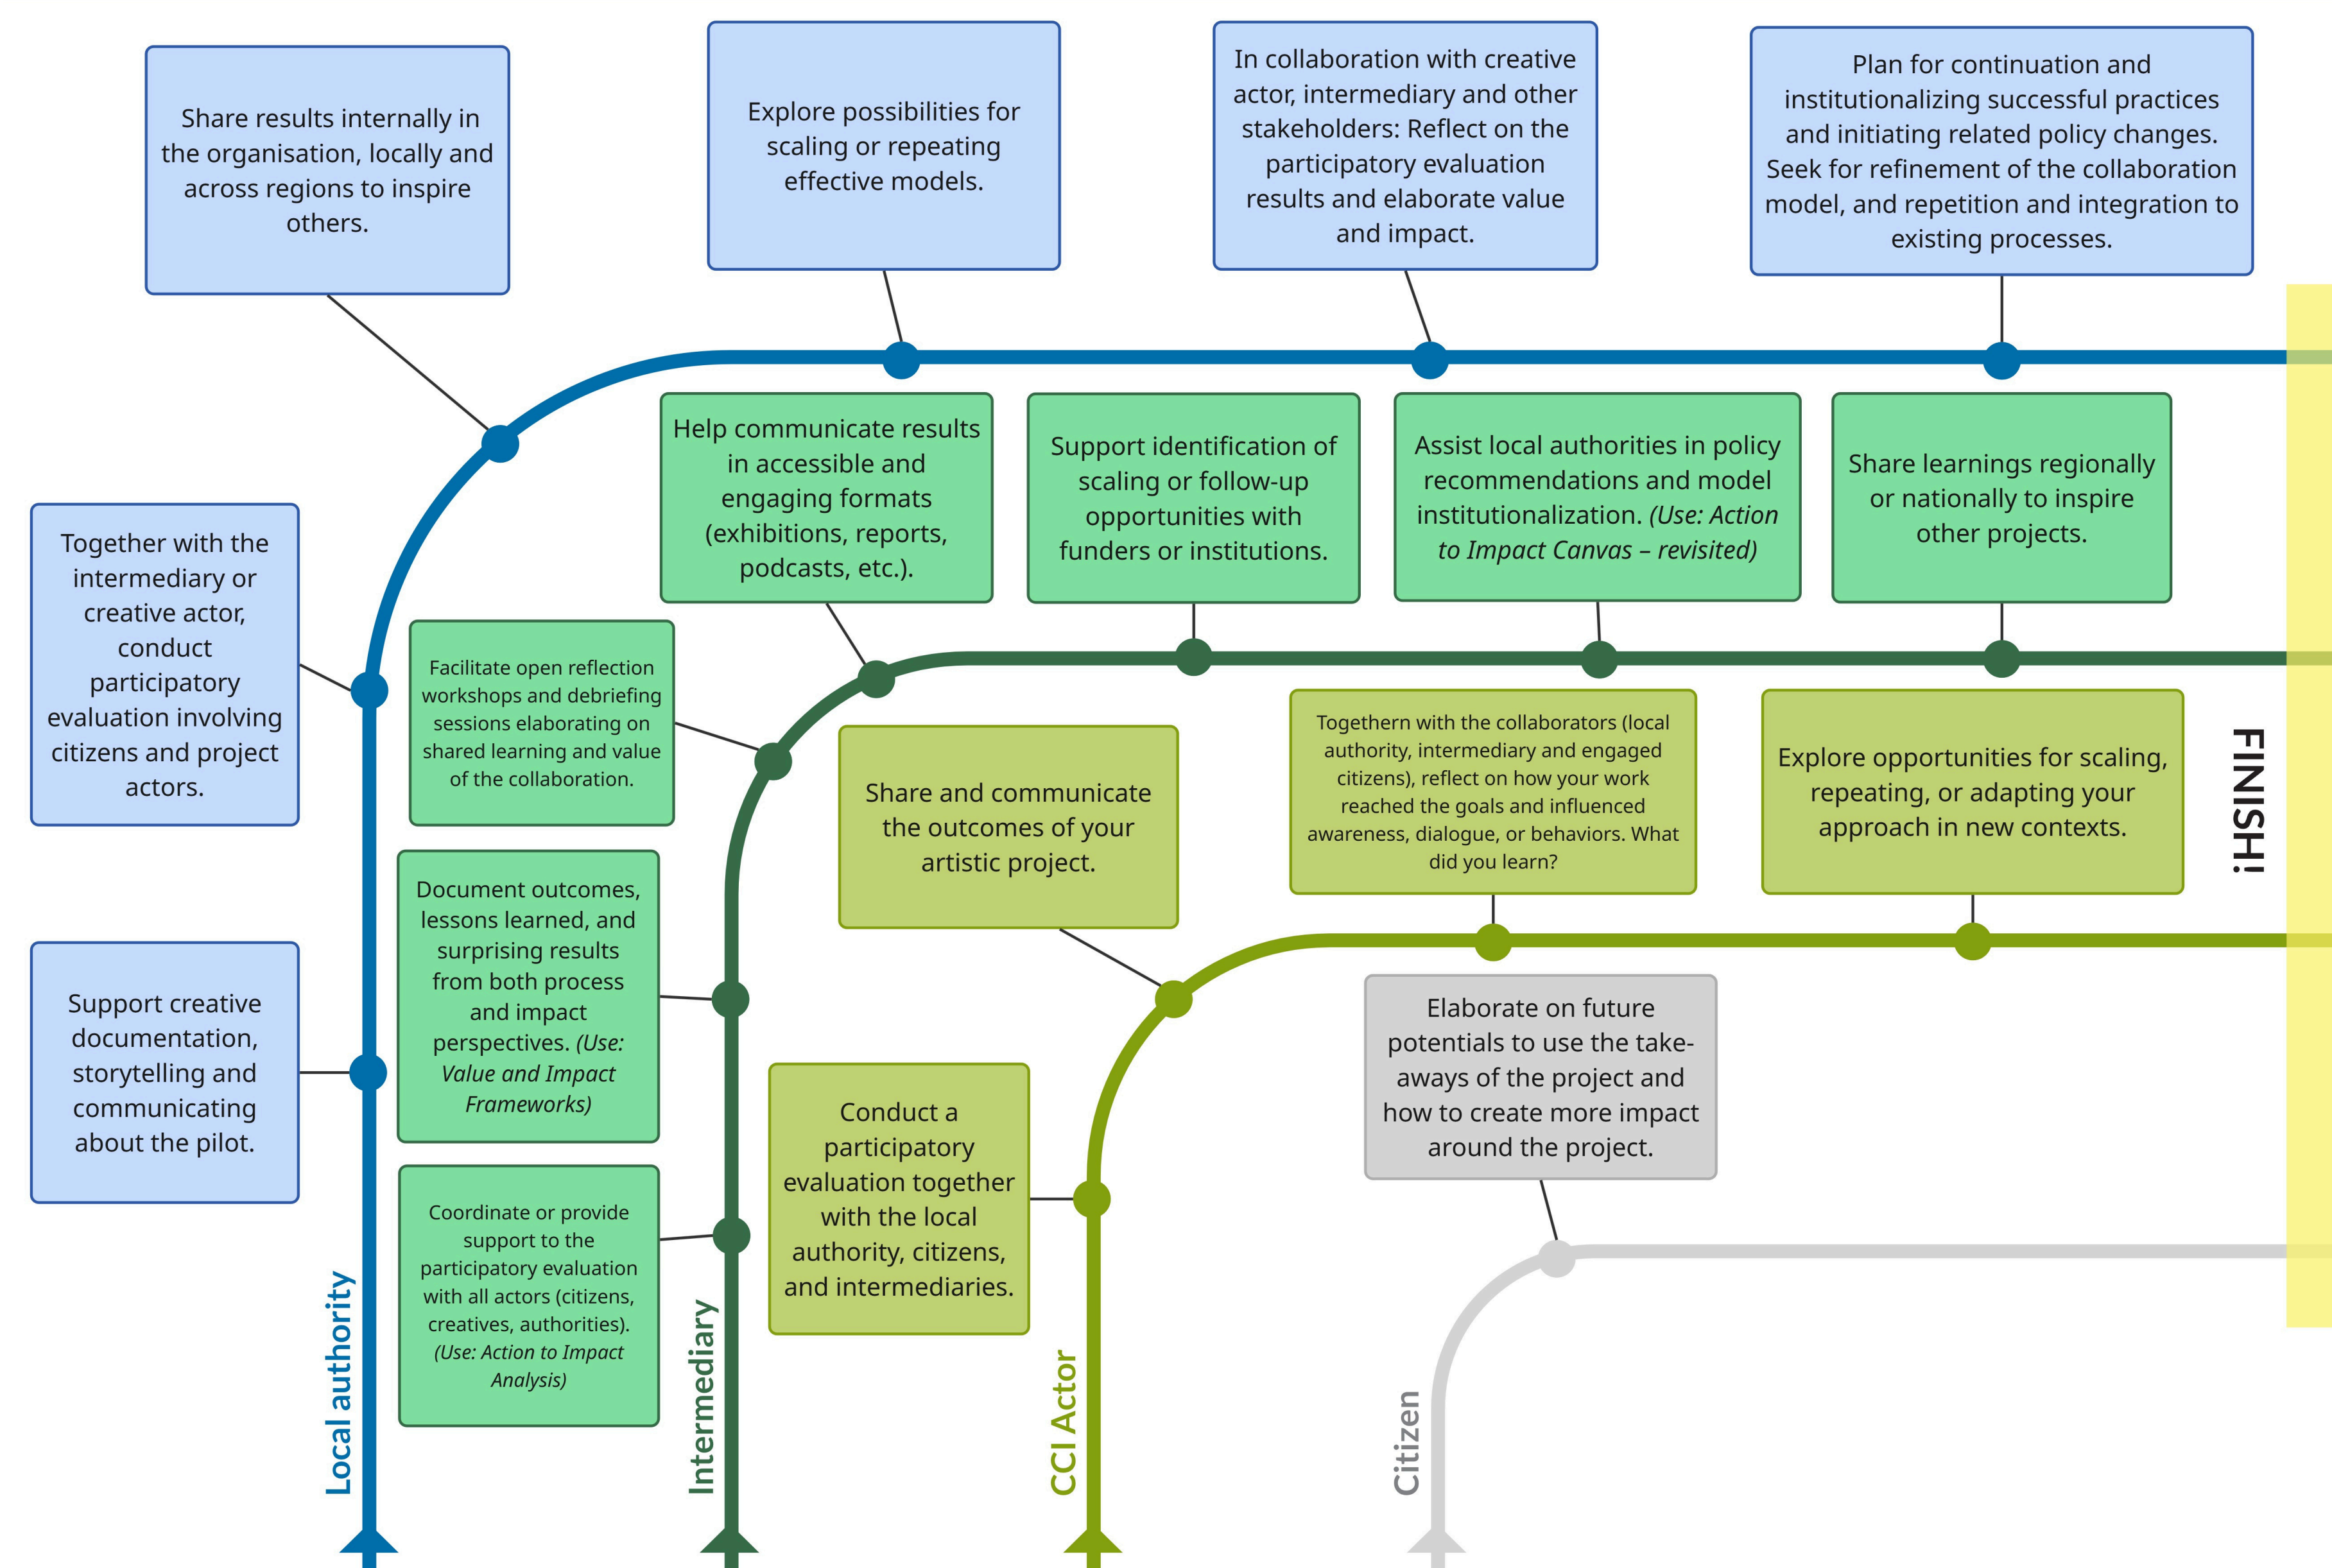 Share results internally in
the organisation, locally and
across regions to inspire
others.
Explore possibilities for
scaling or repeating
effective models.
In collaboration with creative
actor, intermediary and other
stakeholders: Reflect on the
participatory evaluation
results and elaborate value
and impact.
Plan for continuation and
institutionalizing successful practices
and initiating related policy changes.
Seek for refinement of the collaboration
model, and repetition and integration to
existing processes.
Together with the
intermediary or
creative actor,
conduct
participatory
evaluation involving
citizens and project
actors.
Support creative
documentation,
storytelling and
communicating
about the pilot.
Local authority
Help communicate results
in accessible and
engaging formats
(exhibitions, reports,
podcasts, etc.).
Support identification of
scaling or follow-up
opportunities with
funders or institutions.
Assist local authorities in policy
recommendations and model
institutionalization. (Use: Action
to Impact Canvas – revisited)
Share learnings regionally
or nationally to inspire
other projects.
Facilitate open reflection
workshops and debriefing
sessions elaborating on
shared learning and value
of the collaboration.
Document outcomes,
lessons learned, and
surprising results
from both process
and impact
perspectives. (Use:
Value and Impact
Frameworks)
Coordinate or provide
support to the
participatory evaluation
with all actors (citizens,
creatives, authorities).
(Use: Action to Impact
Analysis)
Intermediary
Share and communicate
the outcomes of your
artistic project.
Togethern with the collaborators (local
authority, intermediary and engaged
citizens), reflect on how your work
reached the goals and influenced
awareness, dialogue, or behaviors. What
did you learn?
Explore opportunities for scaling,
repeating, or adapting your
approach in new contexts.
FINISH!
Conduct a
participatory
evaluation together
with the local
authority, citizens,
and intermediaries.
CCI Actor
Elaborate on future
potentials to use the take-
aways of the project and
how to create more impact
around the project.
Citizen